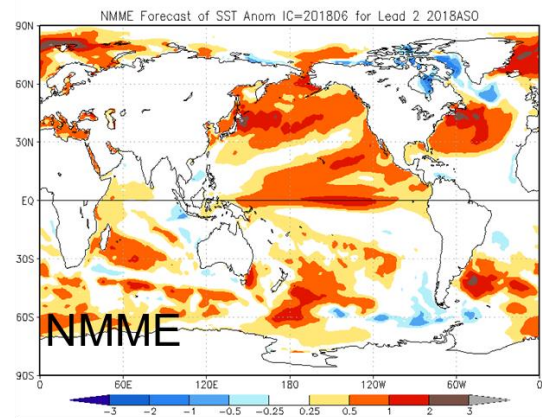 NMME Forecast of SST Anom IC=201806 for Lead 2 2018ASO
90N
60N
30N
EQ
30S
60S
90S
NMME
0 60E 120E 180 120W 60W 0
-3 -2 -1 -0.5 -0.25 0.25 0.5 1 2 3